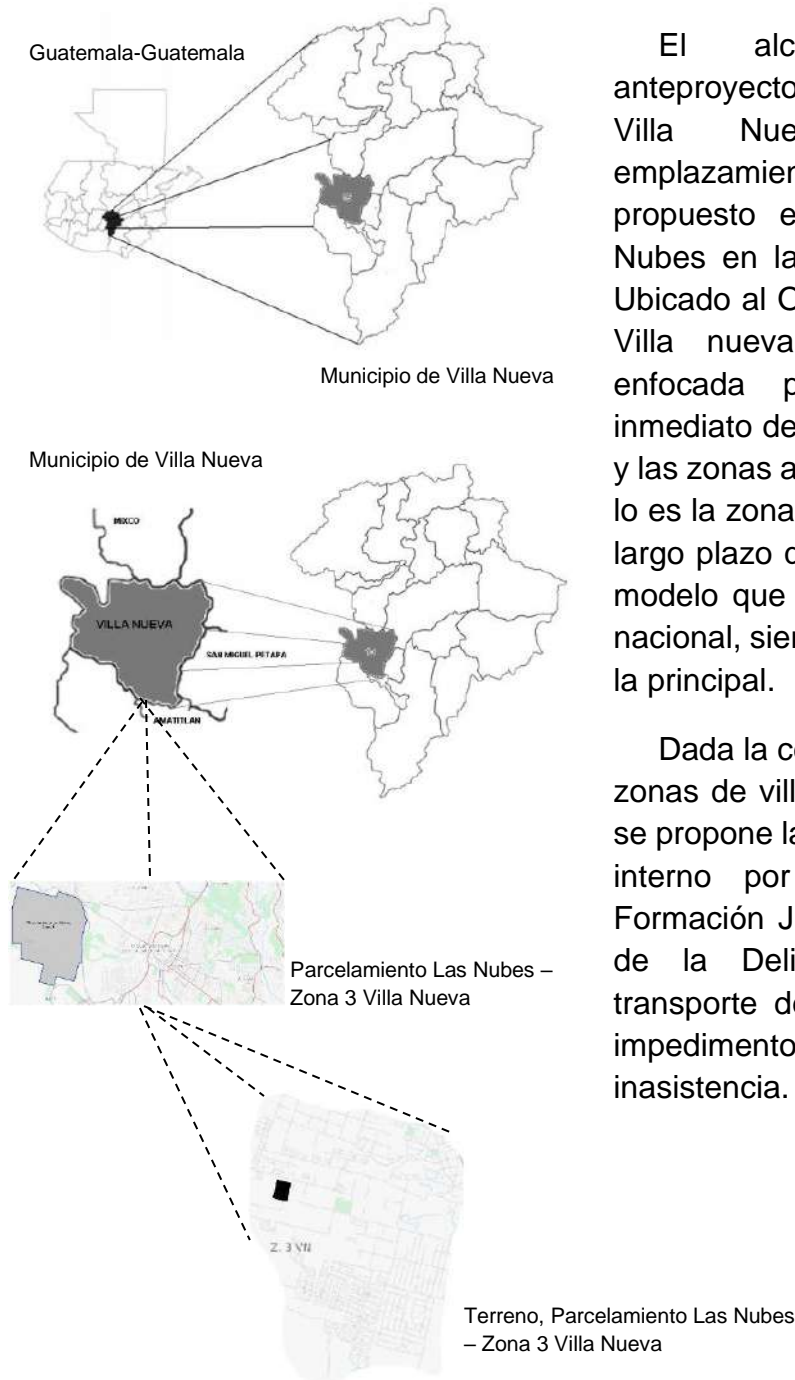 Guatemala-Guatemala
Municipio de Villa Nueva
Municipio de Villa Nueva
MIXCO
VILLA NUEVA
SAN MIGUEL PETAPA
AMATITLAN
Parcelamiento Las Nubes –
Zona 3 Villa Nueva
Z. 3 VN
Terreno, Parcelamiento Las Nubes
– Zona 3 Villa Nueva
El alc
anteproyecto
Villa Nue
emplazamien
propuesto e
Nubes en la
Ubicado al O
Villa nueva
enfocada p
inmediato de
y las zonas a
lo es la zona
largo plazo d
modelo que
nacional, sien
la principal.
Dada la co
zonas de vill
se propone la
interno por
Formación J
de la Deli
transporte de
impedimento
inasistencia.